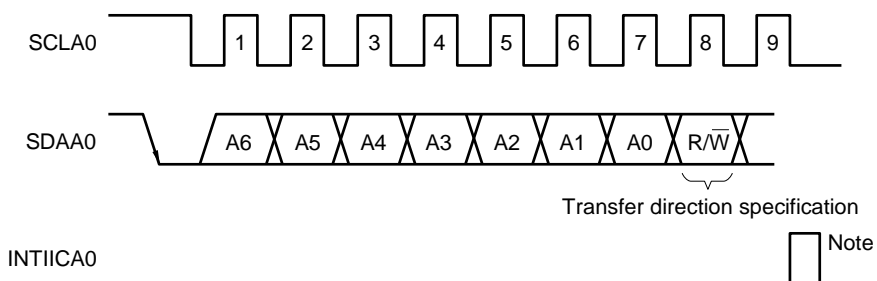 SCLA0 1 2 3 4 5 6 7 8 9
SDAA0 A6 A5 A4 A3 A2 A1 A0 R/W̅
Transfer direction specification
INTIICA0 Note